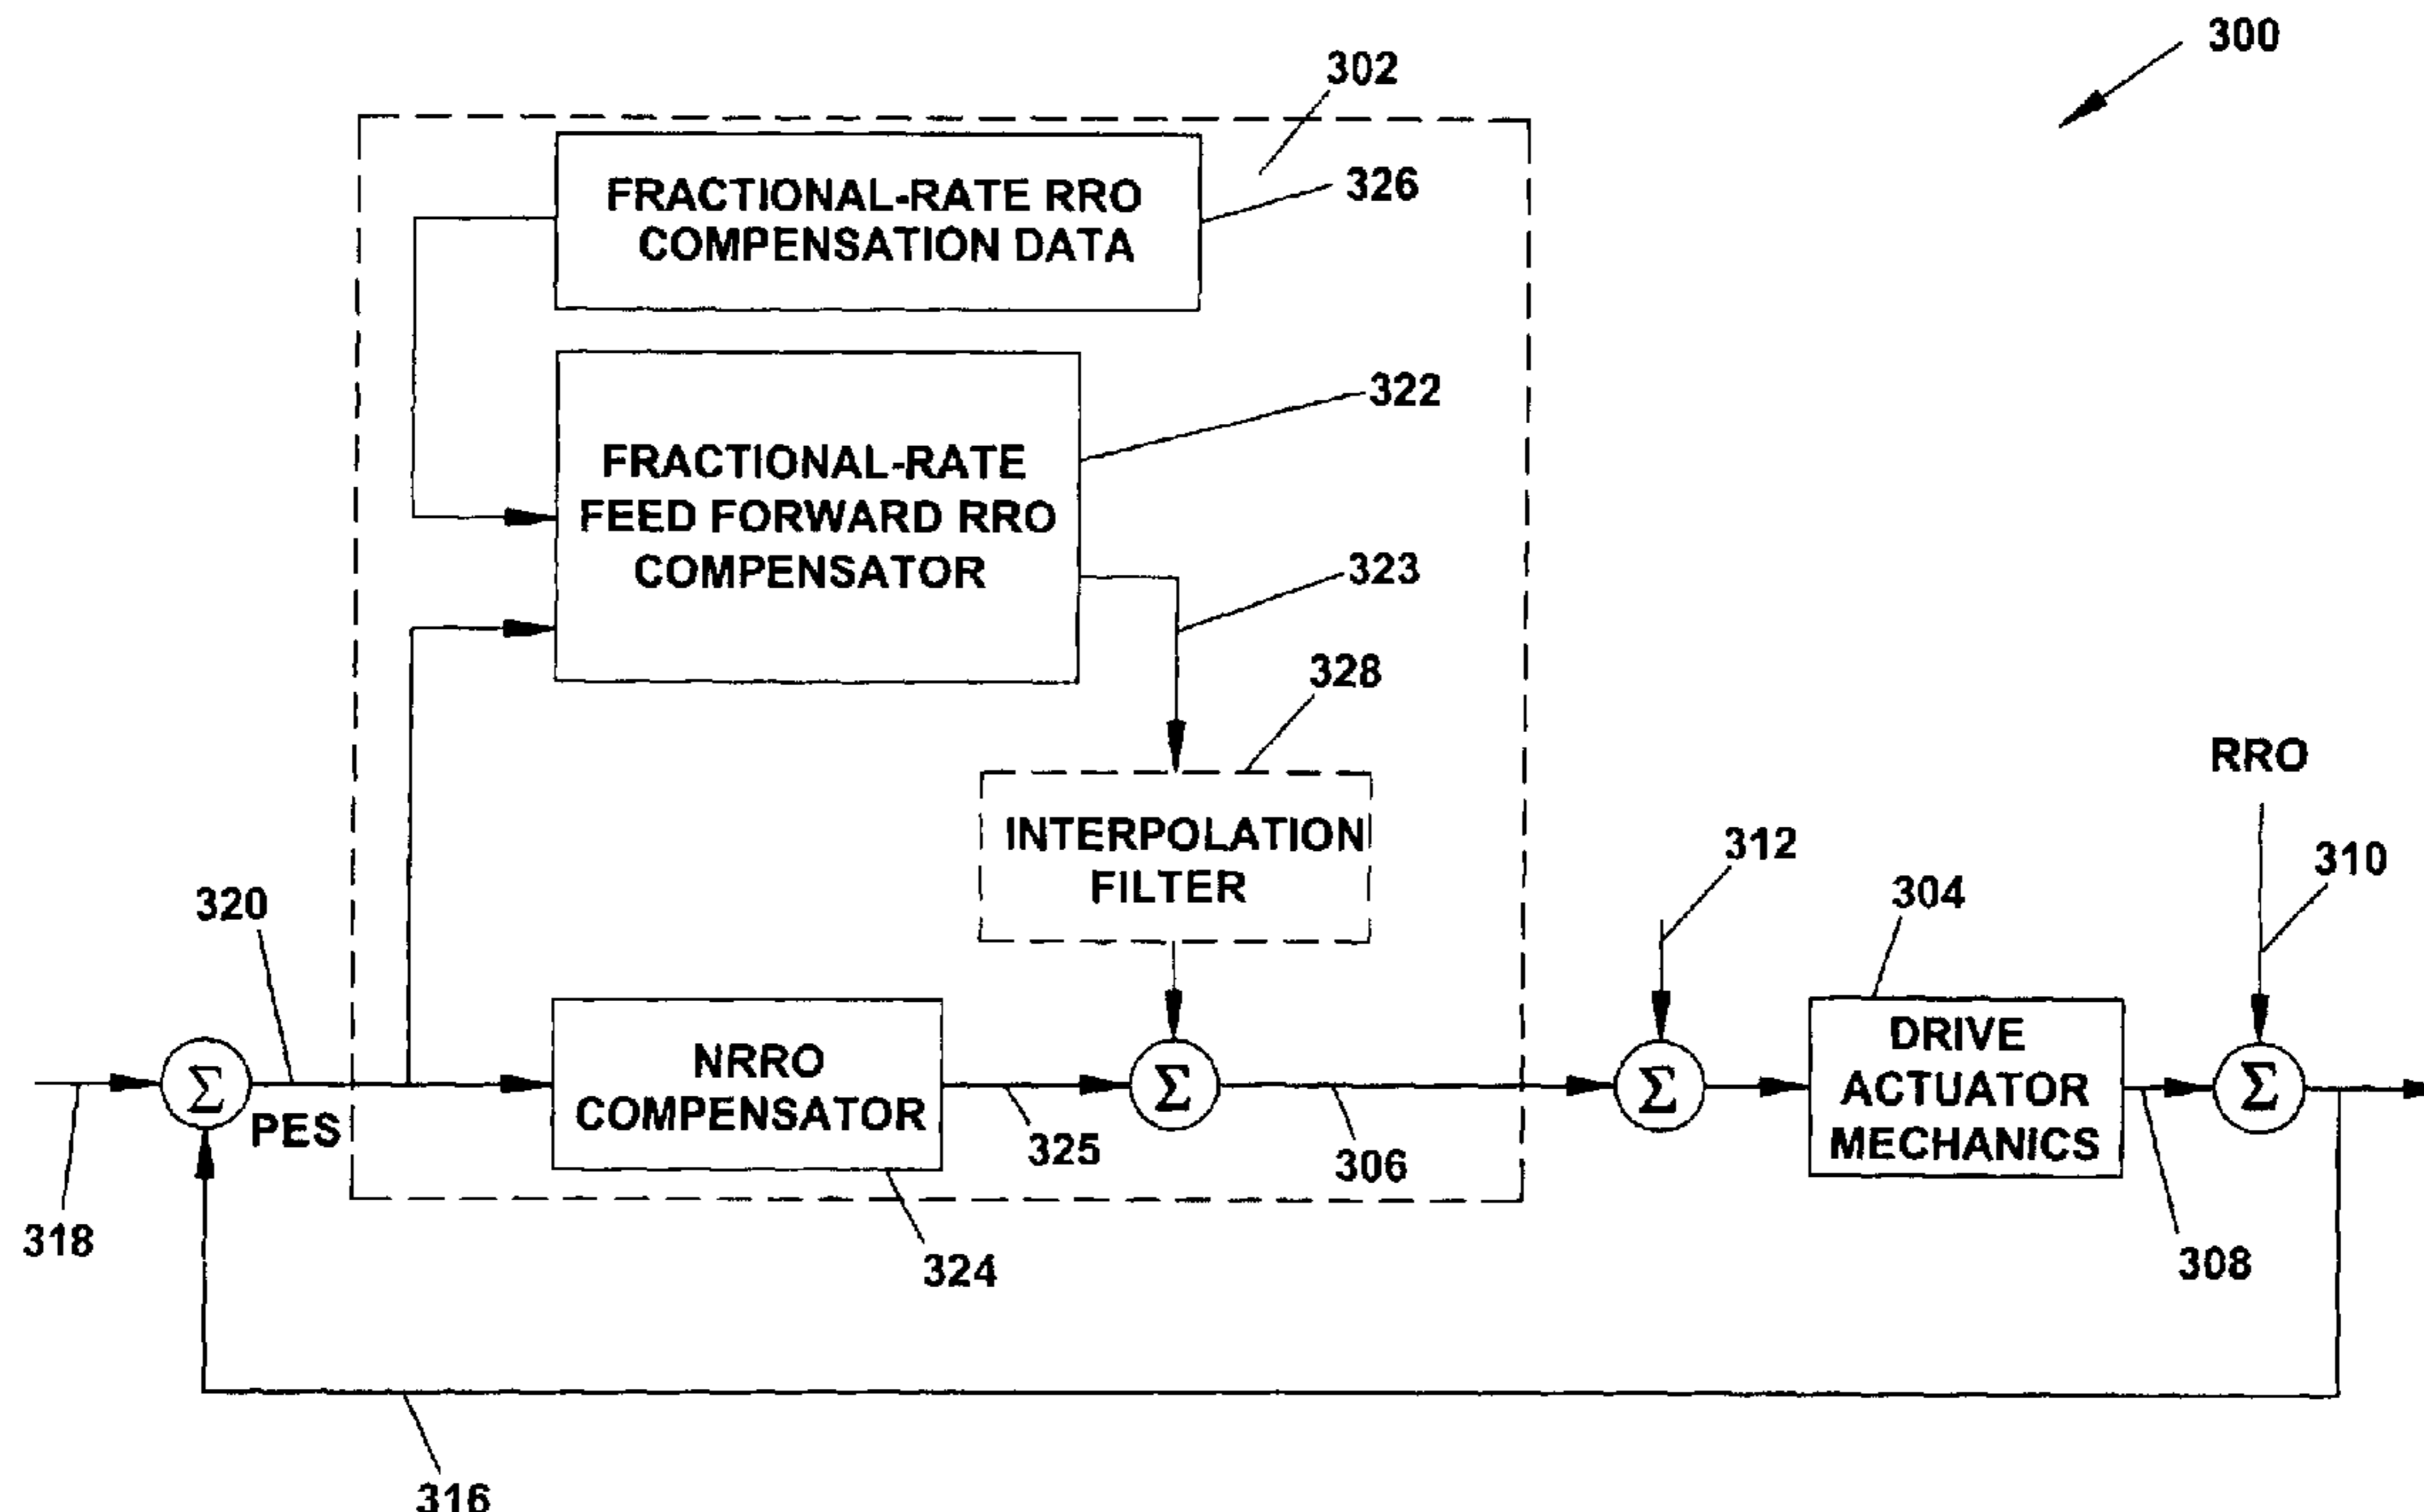 300
302
FRACTIONAL-RATE RRO
COMPENSATION DATA
326
322
FRACTIONAL-RATE
FEED FORWARD RRO
COMPENSATOR
323
328
RRO
INTERPOLATION
FILTER
312
310
304
320
Σ
PES
NRRO
COMPENSATOR
325
Σ
306
Σ
DRIVE
ACTUATOR
MECHANICS
Σ
308
318
324
316